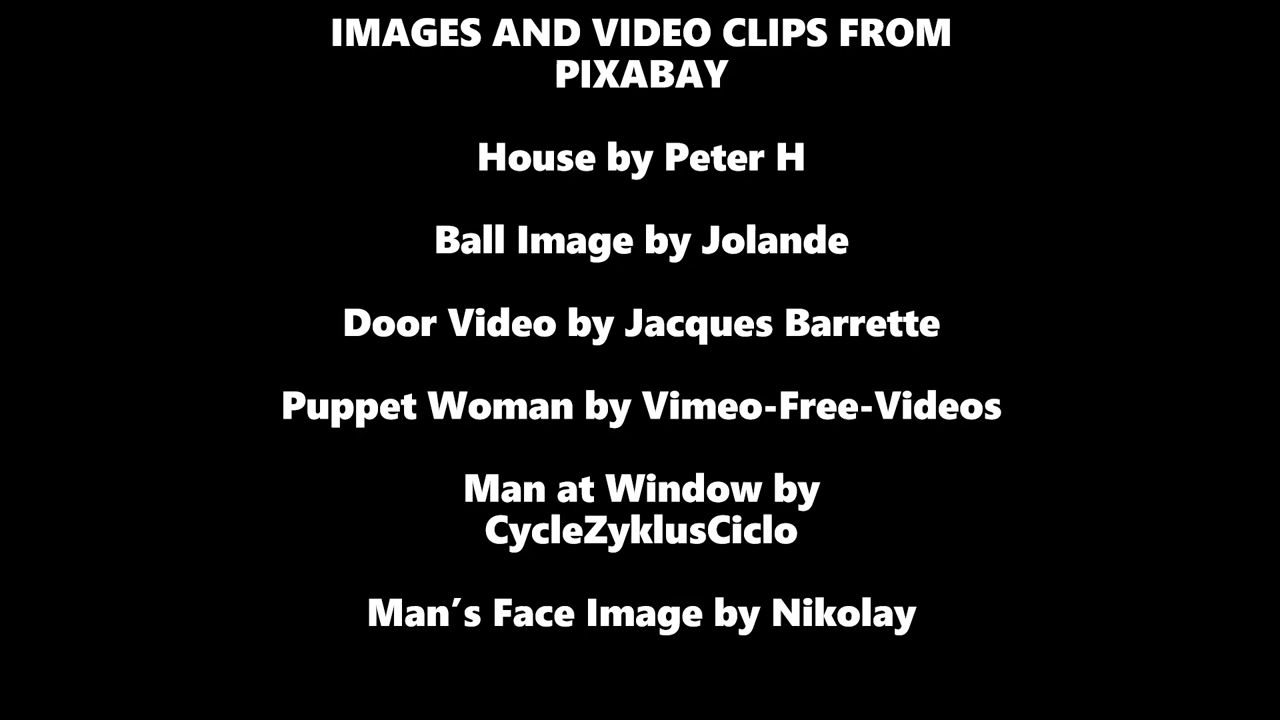 IMAGES AND VIDEO CLIPS FROM
PIXABAY
House by Peter H
Ball Image by Jolande
Door Video by Jacques Barrette
Puppet Woman by Vimeo-Free-Videos
Man at Window by
CycleZyklusCiclo
Man′s Face Image by Nikolay